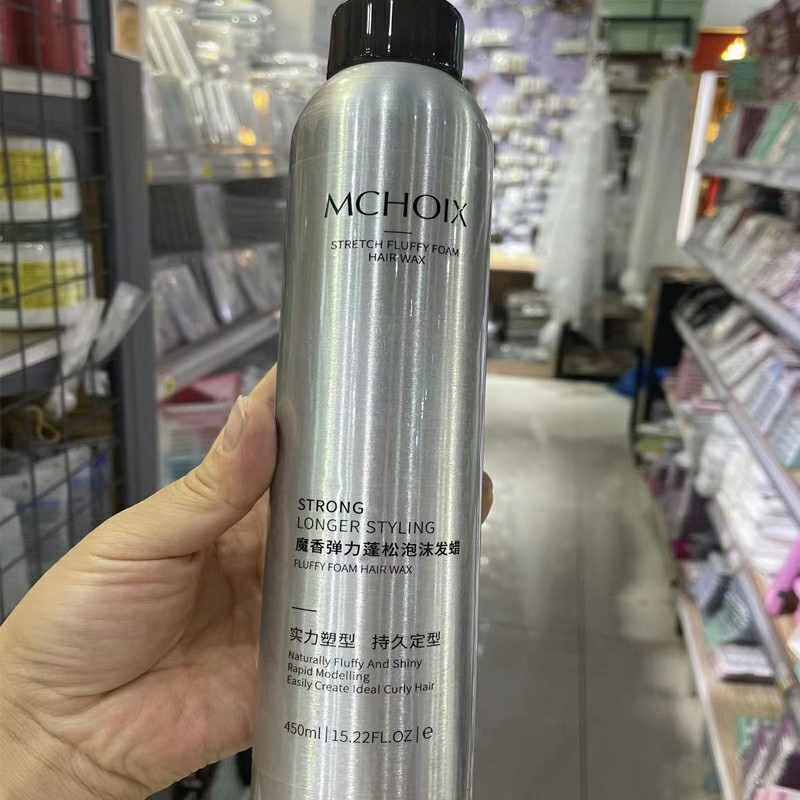 MCHOIX
STRETCH FLUFFY FOAM
HAIR WAX
STRONG
LONGER STYLING
魔香弹力蓬松泡沫发蜡
FLUFFY FOAM HAIR WAX
实力塑型 持久定型
Naturally Fluffy And Shiny
Rapid Modelling
Easily Create Ideal Curly Hair
450ml|15.22FL.OZ|e